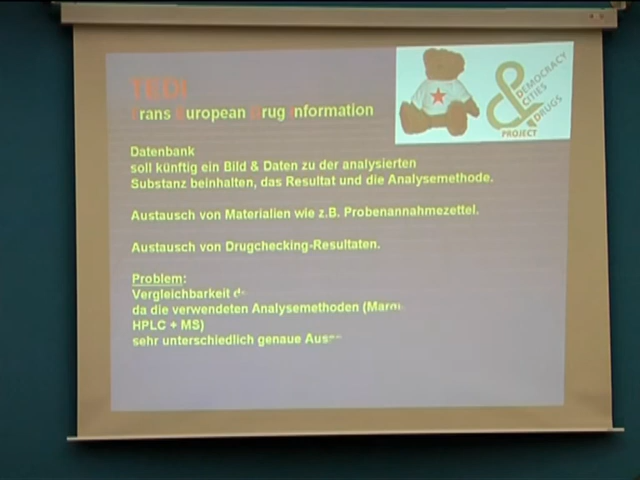 TEDI
Trans European Drug Information
DEMOCRACY
CITIES
& DRUGS
PROJECT
Datenbank
soll künftig ein Bild & Daten zu der analysierten
Substanz beinhalten, das Resultat und die Analysemethode.
Austausch von Materialien wie z.B. Probenannahmezettel.
Austausch von Drugchecking-Resultaten.
Problem:
Vergleichbarkeit
da die verwendeten Analysemethoden
HPLC + MS)
sehr unterschiedlich genaue